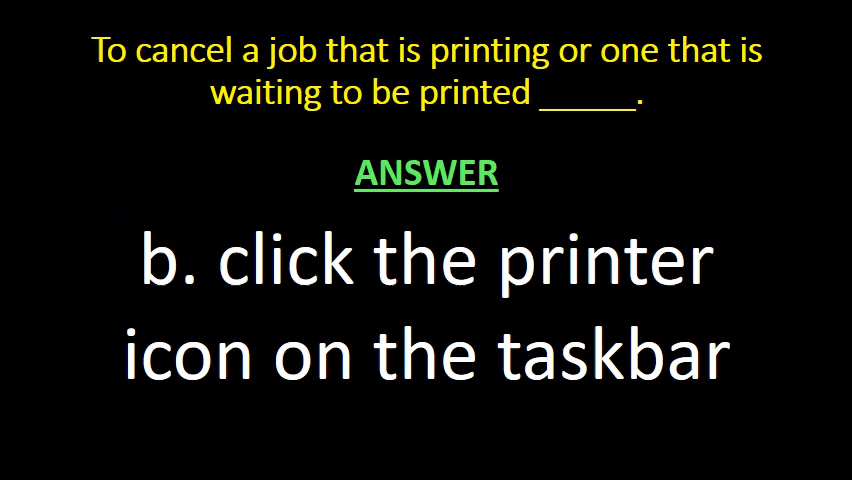 To cancel a job that is printing or one that is
waiting to be printed _____.
ANSWER
b. click the printer
icon on the taskbar